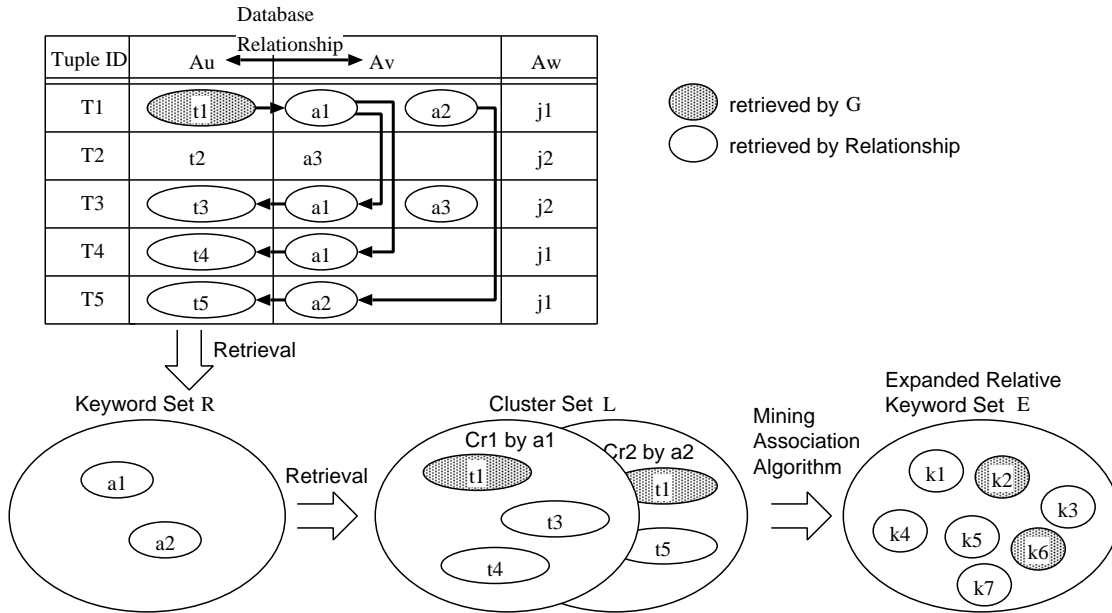 Database
Relationship
Tuple ID Au Av Aw
T1 t1 a1 a2 j1
T2 t2 a3 j2
T3 t3 a1 a3 j2
T4 t4 a1 j1
T5 t5 a2 j1
retrieved by G
retrieved by Relationship
Retrieval
Keyword Set R
a1
a2
Retrieval
Cluster Set L
Cr1 by a1
t1
t3
t4
Cr2 by a2
t1
t5
Mining
Association
Algorithm
Expanded Relative
Keyword Set E
k1
k2
k3
k4
k5
k6
k7